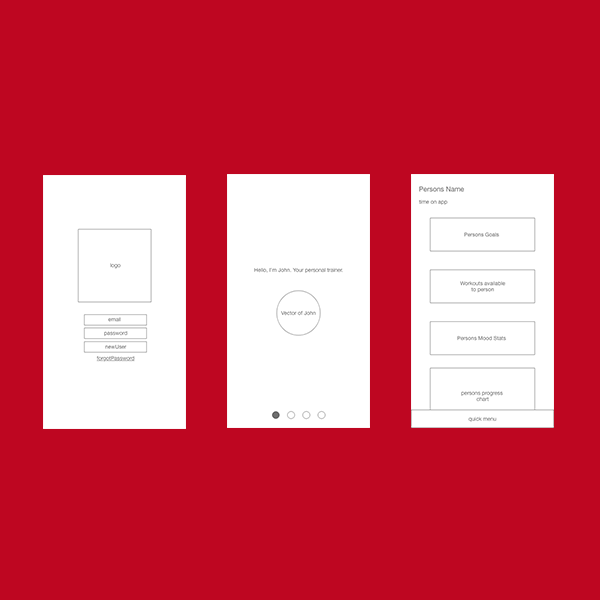 logo
email
password
newUser
forgotPassword
Hello, I'm John. Your personal trainer.
Vector of John
Persons Name
time on app
Persons Goals
Workouts available
to person
Persons Mood Stats
persons progress
chart
quick menu